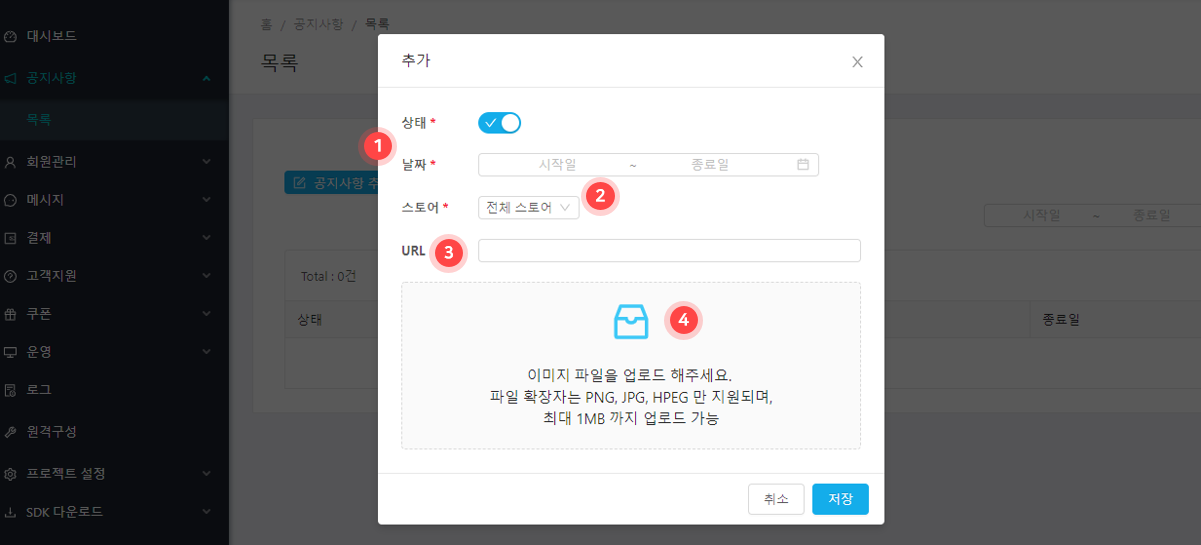 대시보드
공지사항
목록
회원관리
메시지
결제
고객지원
쿠폰
운영
로그
원격구성
프로젝트 설정
SDK 다운로드
홈 / 공지사항 / 목록
목록
공지사항 추
시작일 ~ 종료일
Total : 0건
상태
종료일
추가
상태 *
1
날짜 * 시작일 ~ 종료일
스토어 * 전체 스토어 2
URL 3
4
이미지 파일을 업로드 해주세요.
파일 확장자는 PNG, JPG, HPEG 만 지원되며,
최대 1MB 까지 업로드 가능
취소 저장